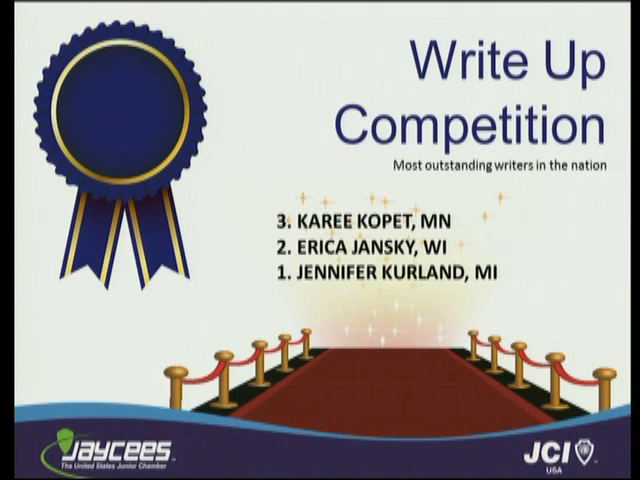 Write Up
Competition
Most outstanding writers in the nation
3. KAREE KOPET, MN
2. ERICA JANSKY, WI
1. JENNIFER KURLAND, MI
JAYCEES
The United States Junior Chamber
JCI
USA